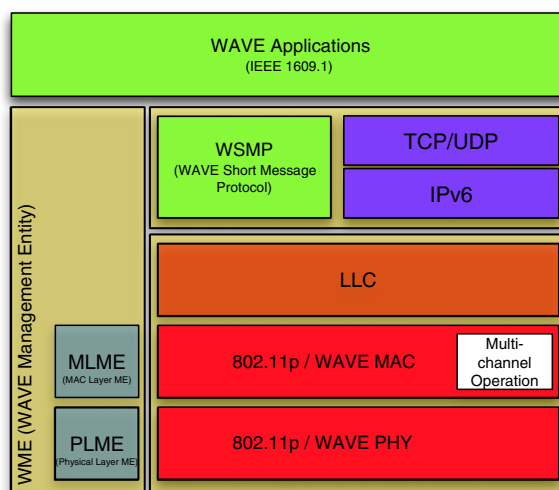 WAVE Applications
(IEEE 1609.1)
WME (WAVE Management Entity)
WSMP
(WAVE Short Message
Protocol)
TCP/UDP
IPv6
LLC
MLME
(MAC Layer ME)
802.11p / WAVE MAC
Multi-
channel
Operation
PLME
(Physical Layer ME)
802.11p / WAVE PHY